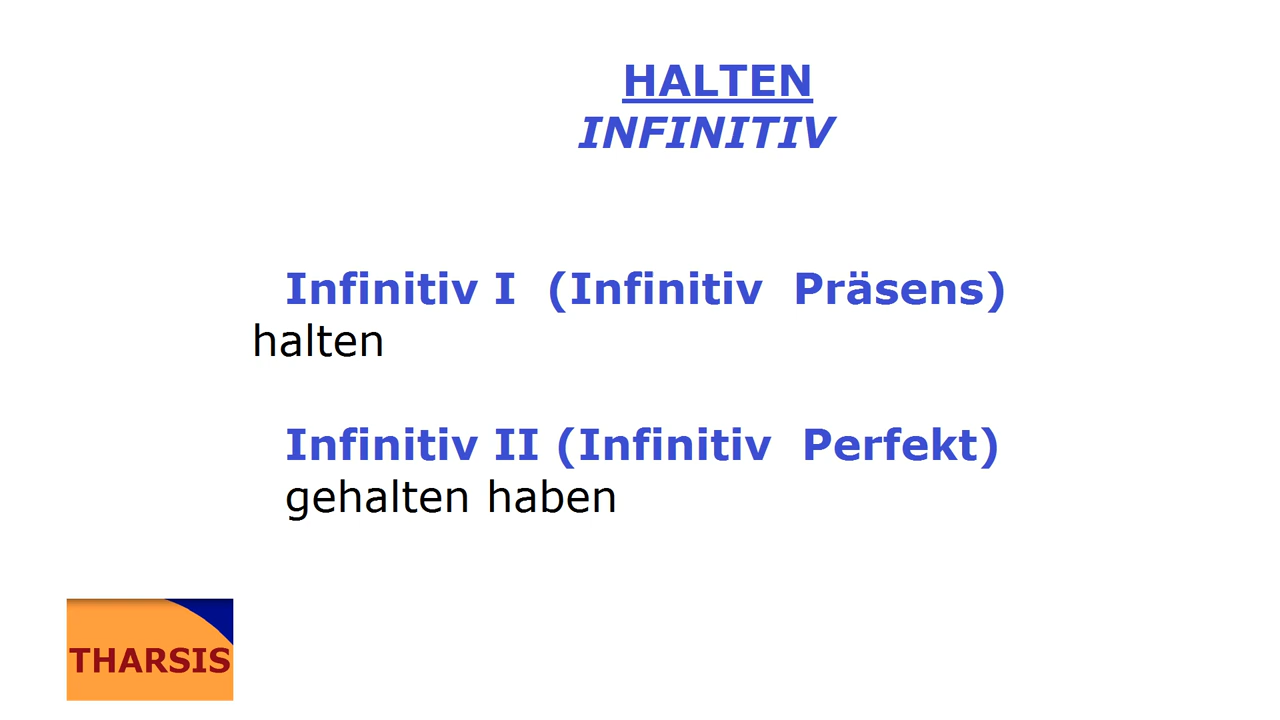 HALTEN
INFINITIV
Infinitiv I  (Infinitiv  Präsens)
halten
Infinitiv II (Infinitiv  Perfekt)
gehalten haben
THARSIS